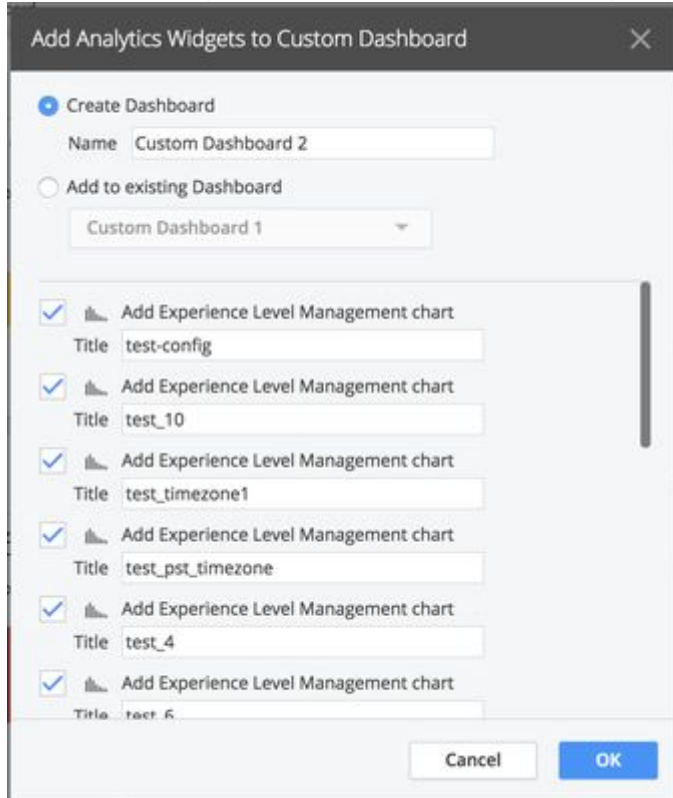 Add Analytics Widgets to Custom Dashboard
Create Dashboard
Name Custom Dashboard 2
Add to existing Dashboard
Custom Dashboard 1
Add Experience Level Management chart
Title test-config
Add Experience Level Management chart
Title test_10
Add Experience Level Management chart
Title test_timezone1
Add Experience Level Management chart
Title test_pst_timezone
Add Experience Level Management chart
Title test_4
Add Experience Level Management chart
Title test_6
Cancel OK